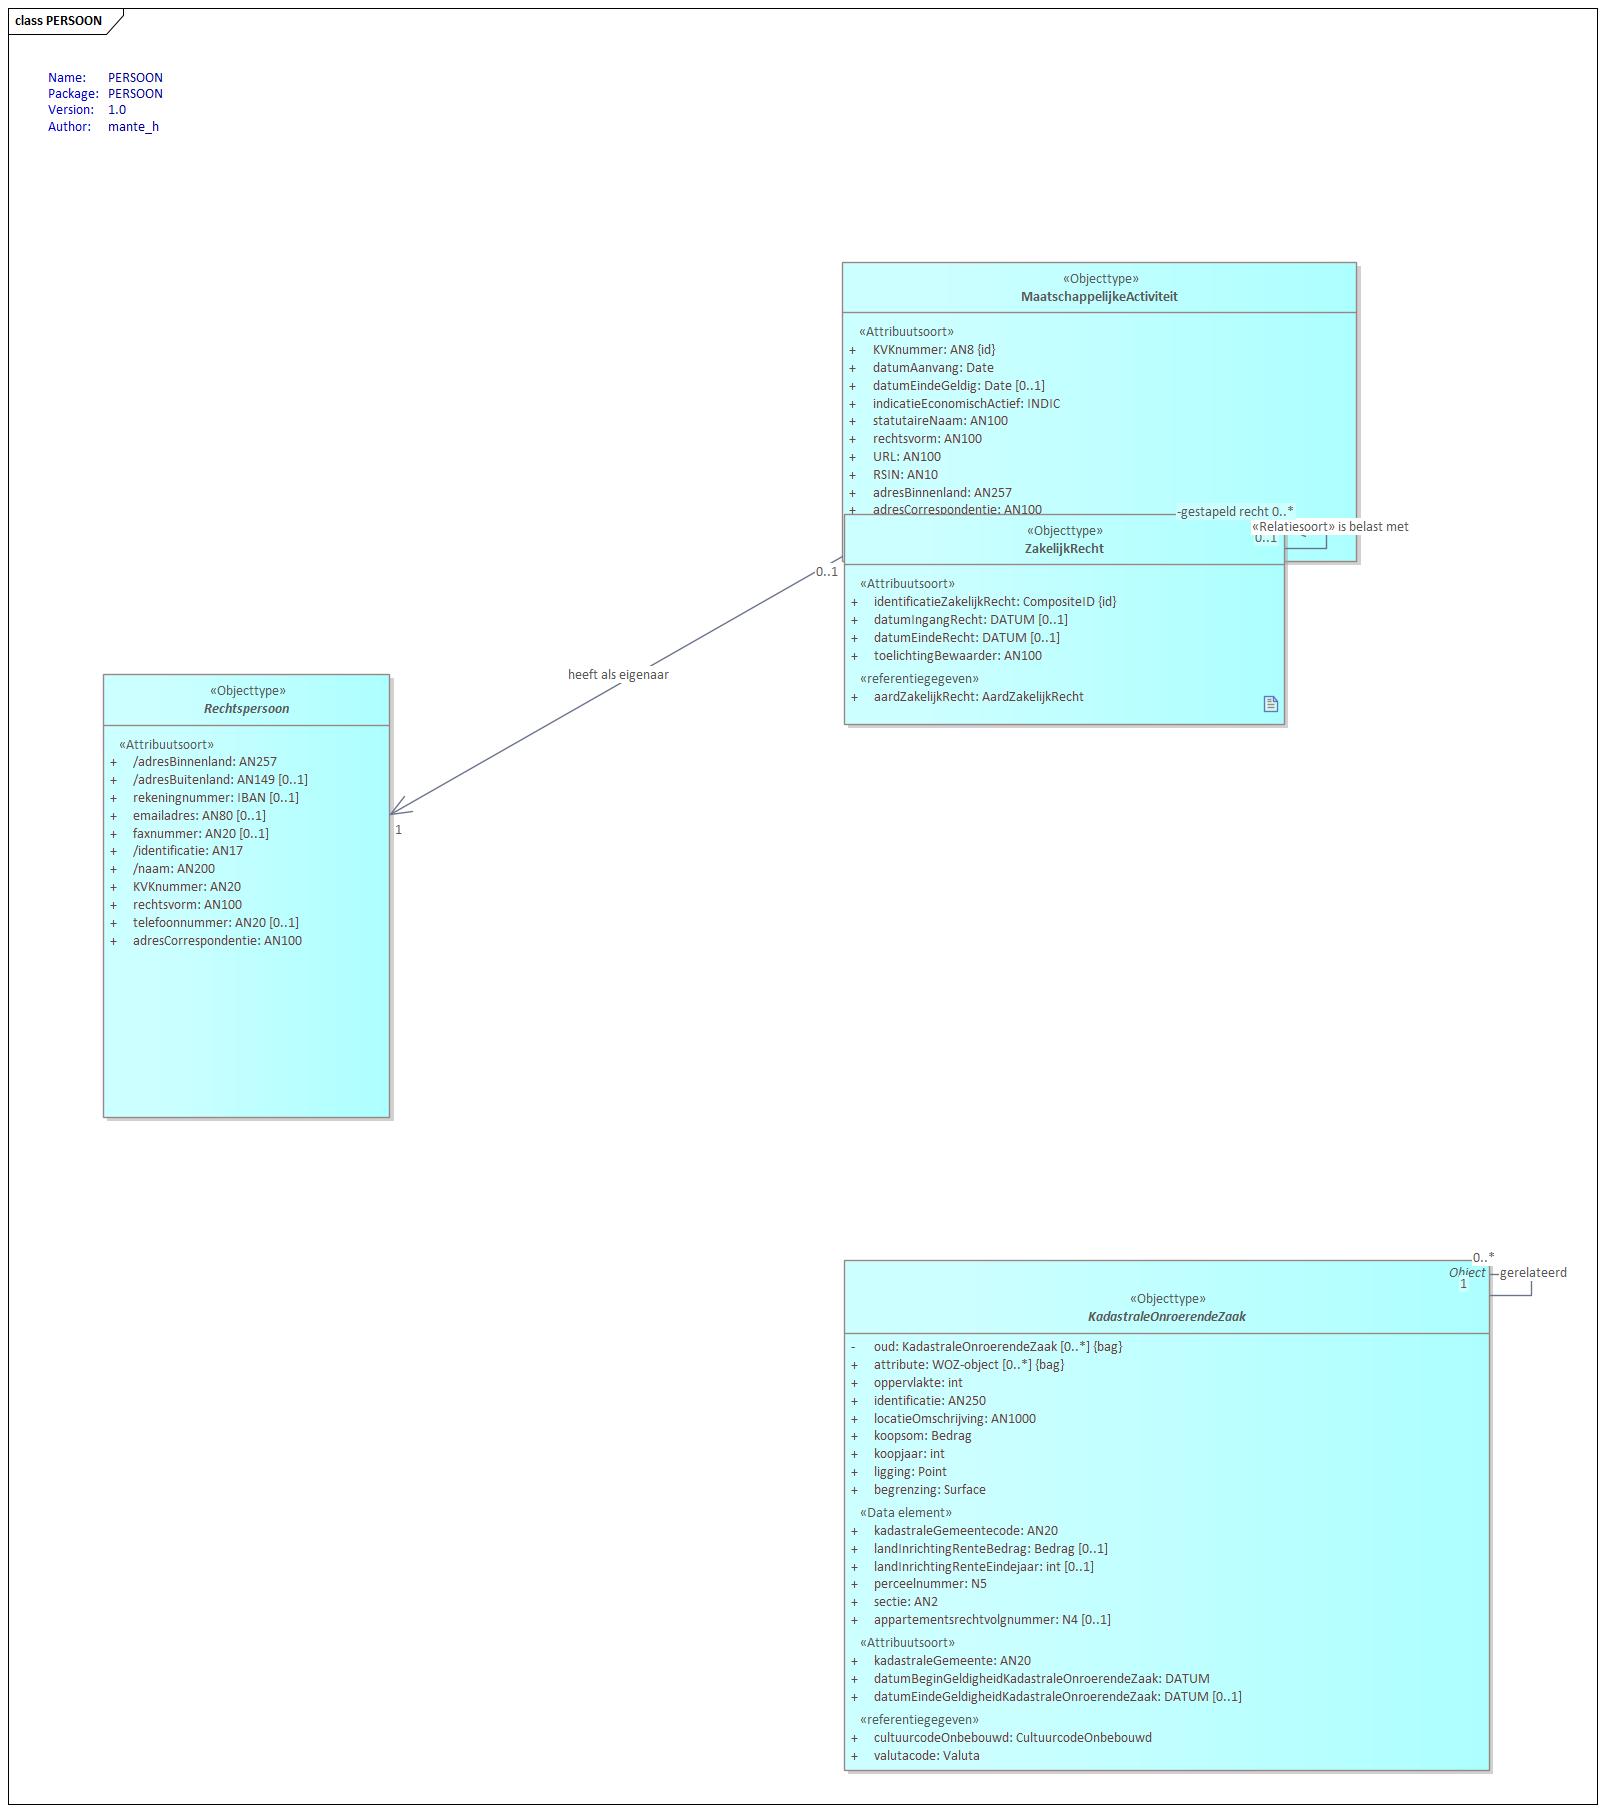 class PERSOON
Name: PERSOON
Package: PERSOON
Version: 1.0
Author: mante_h
«Objecttype»
MaatschappelijkeActiviteit
«Attribuutsoort»
+ KVKnummer: AN8 {id}
+ datumAanvang: Date
+ datumEindeGeldig: Date [0..1]
+ indicatieEconomischActief: INDIC
+ statutaireNaam: AN100
+ rechtsvorm: AN100
+ URL: AN100
+ RSIN: AN10
+ adresBinnenland: AN257
+ adresCorrespondentie: AN100
-gestapeld recht 0..*
«Relatiesoort» is belast met
0..1
«Objecttype»
ZakelijkRecht
«Attribuutsoort»
+ identificatieZakelijkRecht: CompositeID {id}
+ datumIngangRecht: DATUM [0..1]
+ datumEindeRecht: DATUM [0..1]
+ toelichtingBewaarder: AN100
«referentiegegeven»
+ aardZakelijkRecht: AardZakelijkRecht
0..1
heeft als eigenaar
1
«Objecttype»
Rechtspersoon
«Attribuutsoort»
+ /adresBinnenland: AN257
+ /adresBuitenland: AN149 [0..1]
+ rekeningnummer: IBAN [0..1]
+ emailadres: AN80 [0..1]
+ faxnummer: AN20 [0..1]
+ /identificatie: AN17
+ /naam: AN200
+ KVKnummer: AN20
+ rechtsvorm: AN100
+ telefoonnummer: AN20 [0..1]
+ adresCorrespondentie: AN100
0..*
Object
gerelateerd
1
«Objecttype»
KadastraleOnroerendeZaak
- oud: KadastraleOnroerendeZaak [0..*] {bag}
+ attribute: WOZ-object [0..*] {bag}
+ oppervlakte: int
+ identificatie: AN250
+ locatieOmschrijving: AN1000
+ koopsom: Bedrag
+ koopjaar: int
+ ligging: Point
+ begrenzing: Surface
«Data element»
+ kadastraleGemeentecode: AN20
+ landInrichtingRenteBedrag: Bedrag [0..1]
+ landInrichtingRenteEindejaar: int [0..1]
+ perceelnummer: N5
+ sectie: AN2
+ appartementsrechtvolgnummer: N4 [0..1]
«Attribuutsoort»
+ kadastraleGemeente: AN20
+ datumBeginGeldigheidKadastraleOnroerendeZaak: DATUM
+ datumEindeGeldigheidKadastraleOnroerendeZaak: DATUM [0..1]
«referentiegegeven»
+ cultuurcodeOnbebouwd: CultuurcodeOnbebouwd
+ valutacode: Valuta